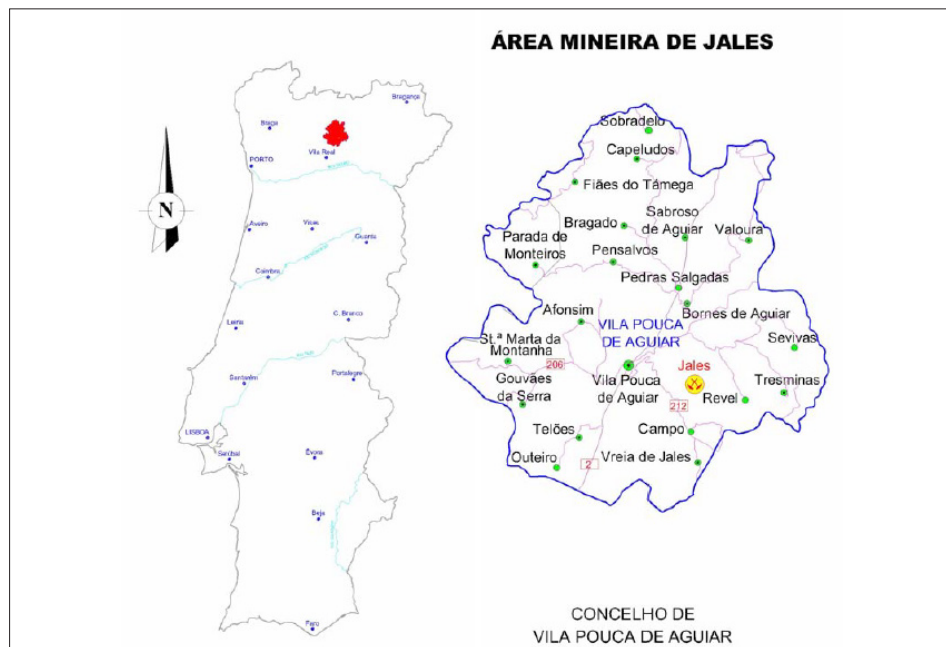 ÁREA MINEIRA DE JALES
Bragança
Braga
Vila Real
PORTO
Aveiro
Viseu
Guarda
Coimbra
Leiria
C. Branco
Santarém
Portalegre
LISBOA
Setúbal
Évora
Beja
Faro
N
Sobradelo
Capeludos
Fiães do Támega
Bragado
Sabroso
de Aguiar
Valoura
Parada de
Monteiros
Pensalvos
Pedras Salgadas
Afonsim
Bornes de Aguiar
VILA POUCA
DE AGUIAR
Sevivas
St.ª Marta da
Montanha
206
Jales
Gouvães
da Serra
Vila Pouca
de Aguiar
212
Revel
Tresminas
Telões
Campo
Outeiro
2
Vreia de Jales
CONCELHO DE
VILA POUCA DE AGUIAR